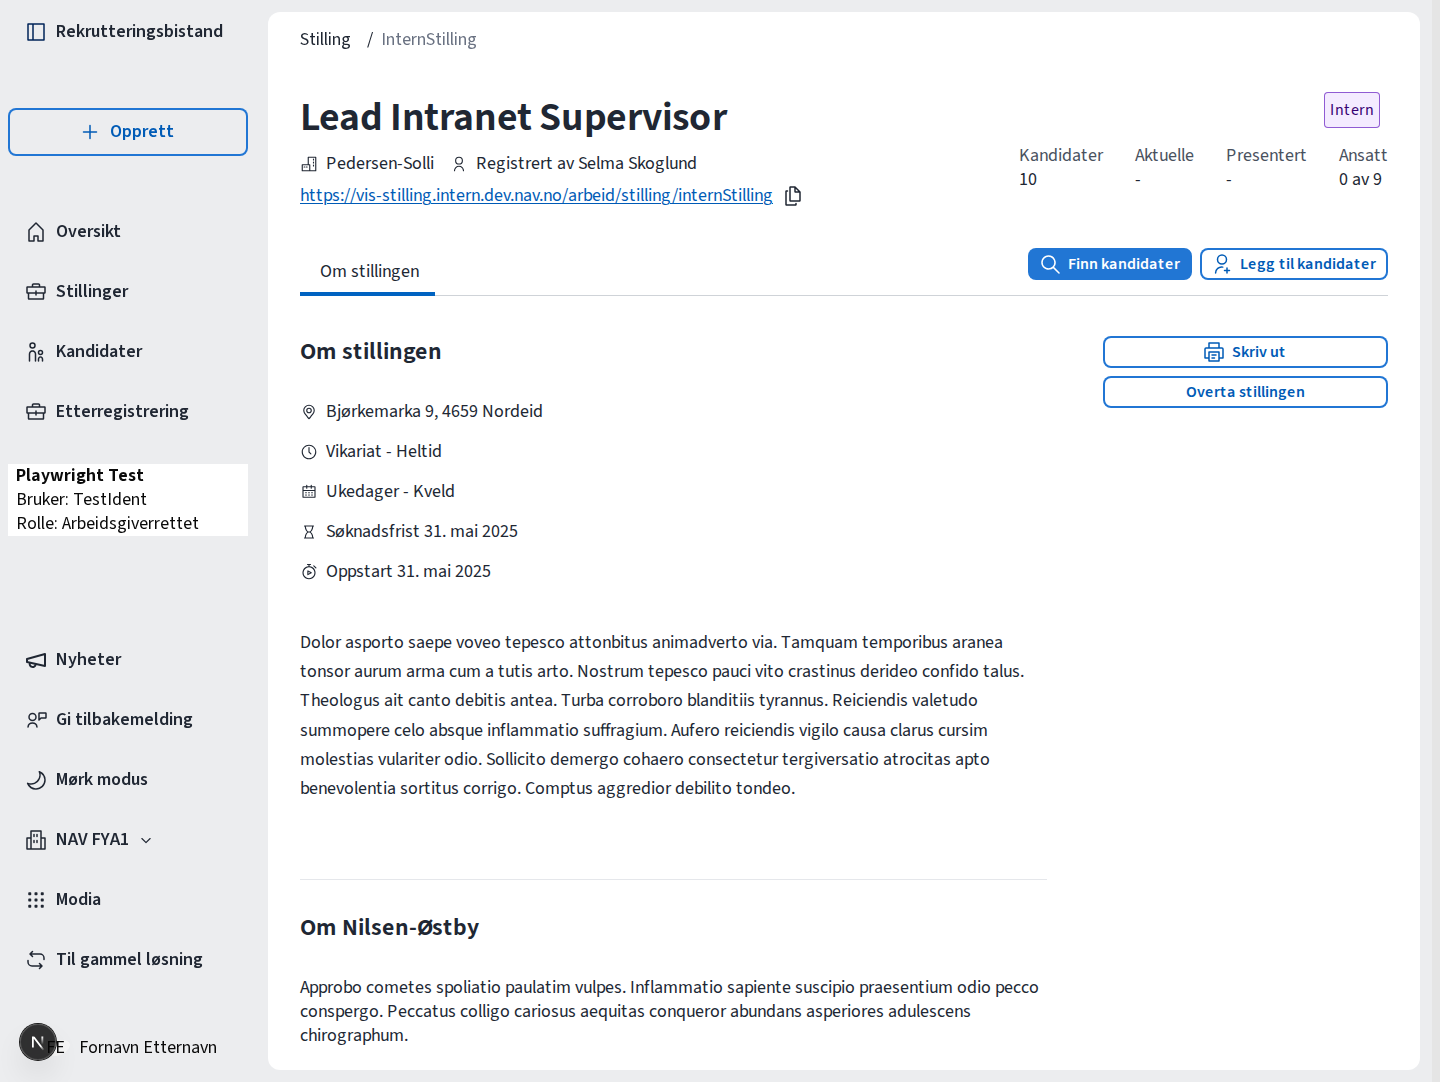 Rekrutteringsbistand
Opprett
Oversikt
Stillinger
Kandidater
Etterregistrering
Playwright Test
Bruker: TestIdent
Rolle: Arbeidsgiverrettet
Nyheter
Gi tilbakemelding
Mørk modus
NAV FYA1
Modia
Til gammel løsning
N
FE Fornavn Etternavn
Stilling / InternStilling
Lead Intranet Supervisor
Intern
Pedersen-Solli Registrert av Selma Skoglund
https://vis-stilling.intern.dev.nav.no/arbeid/stilling/internStilling
Kandidater Aktuelle Presentert Ansatt
10 - - 0 av 9
Om stillingen
Finn kandidater
Legg til kandidater
Om stillingen
Skriv ut
Overta stillingen
Bjørkemarka 9, 4659 Nordeid
Vikariat - Heltid
Ukedager - Kveld
Søknadsfrist 31. mai 2025
Oppstart 31. mai 2025
Dolor asporto saepe voveo tepesco attonbitus animadverto via. Tamquam temporibus aranea
tonsor aurum arma cum a tutis arto. Nostrum tepesco pauci vito crastinus derideo confido talus.
Theologus ait canto debitis antea. Turba corroboro blanditiis tyrannus. Reiciendis valetudo
summopere celo absque inflammatio suffragium. Aufero reiciendis vigilo causa clarus cursim
molestias vulariter odio. Sollicito demergo cohaero consectetur tergiversatio atrocitas apto
benevolentia sortitus corrigo. Comptus aggredior debilito tondeo.
Om Nilsen-Østby
Approbo cometes spoliatio paulatim vulpes. Inflammatio sapiente suscipio praesentium odio pecco
conspergo. Peccatus colligo cariosus aequitas conqueror abundans asperiores adulescens
chirographum.